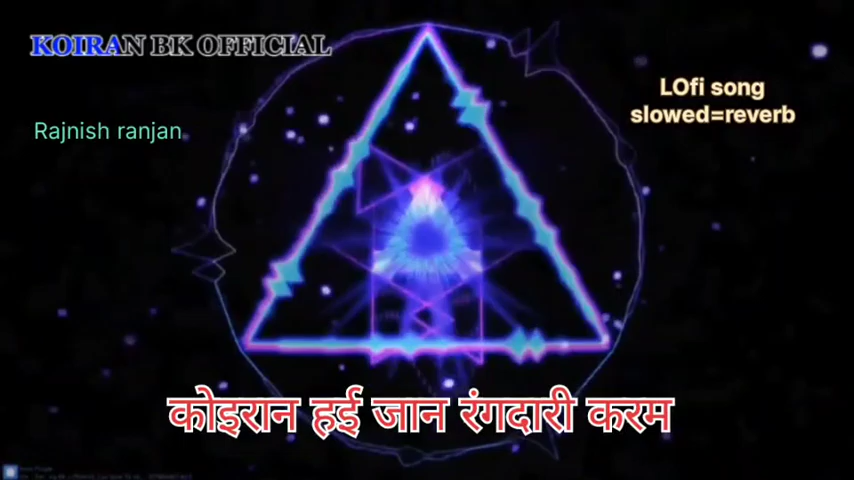 KOIRAN BK OFFICIAL
LOfi song
slowed=reverb
Rajnish ranjan
कोइरान हई जान रंगदारी करम